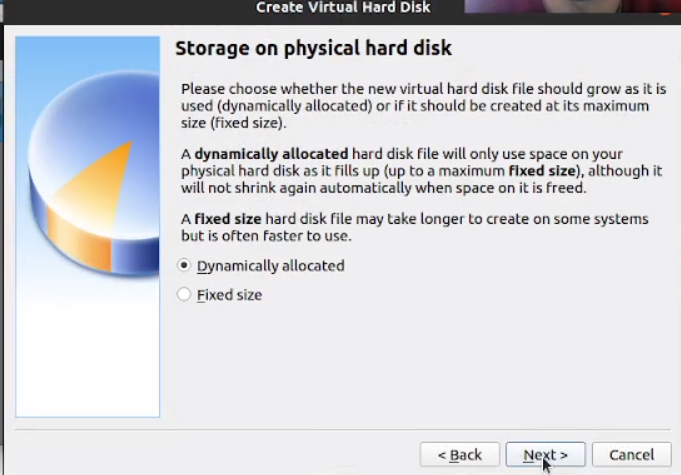 Create Virtual Hard Disk
Storage on physical hard disk
Please choose whether the new virtual hard disk file should grow as it is
used (dynamically allocated) or if it should be created at its maximum
size (fixed size).
A dynamically allocated hard disk file will only use space on your
physical hard disk as it fills up (up to a maximum fixed size), although it
will not shrink again automatically when space on it is freed.
A fixed size hard disk file may take longer to create on some systems
but is often faster to use.
Dynamically allocated
Fixed size
< Back
Next >
Cancel